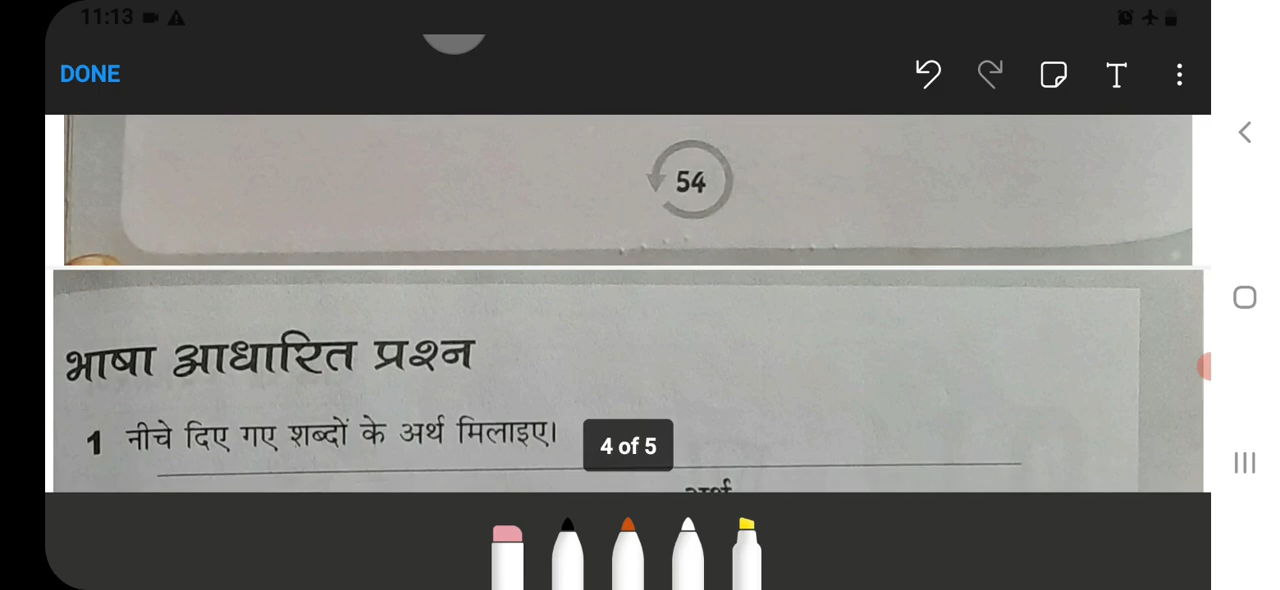 11:13
DONE
T
54
भाषा आधारित प्रश्न
1 नीचे दिए गए शब्दों के अर्थ मिलाइए।
4 of 5